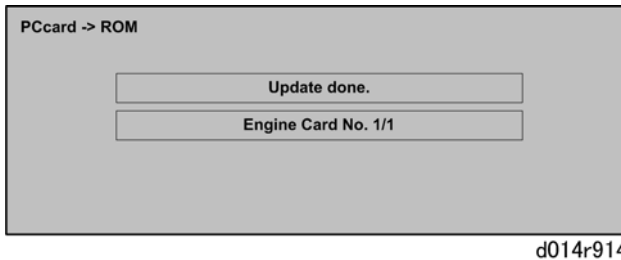 PCcard -> ROM
Update done.
Engine Card No. 1/1
d014r914